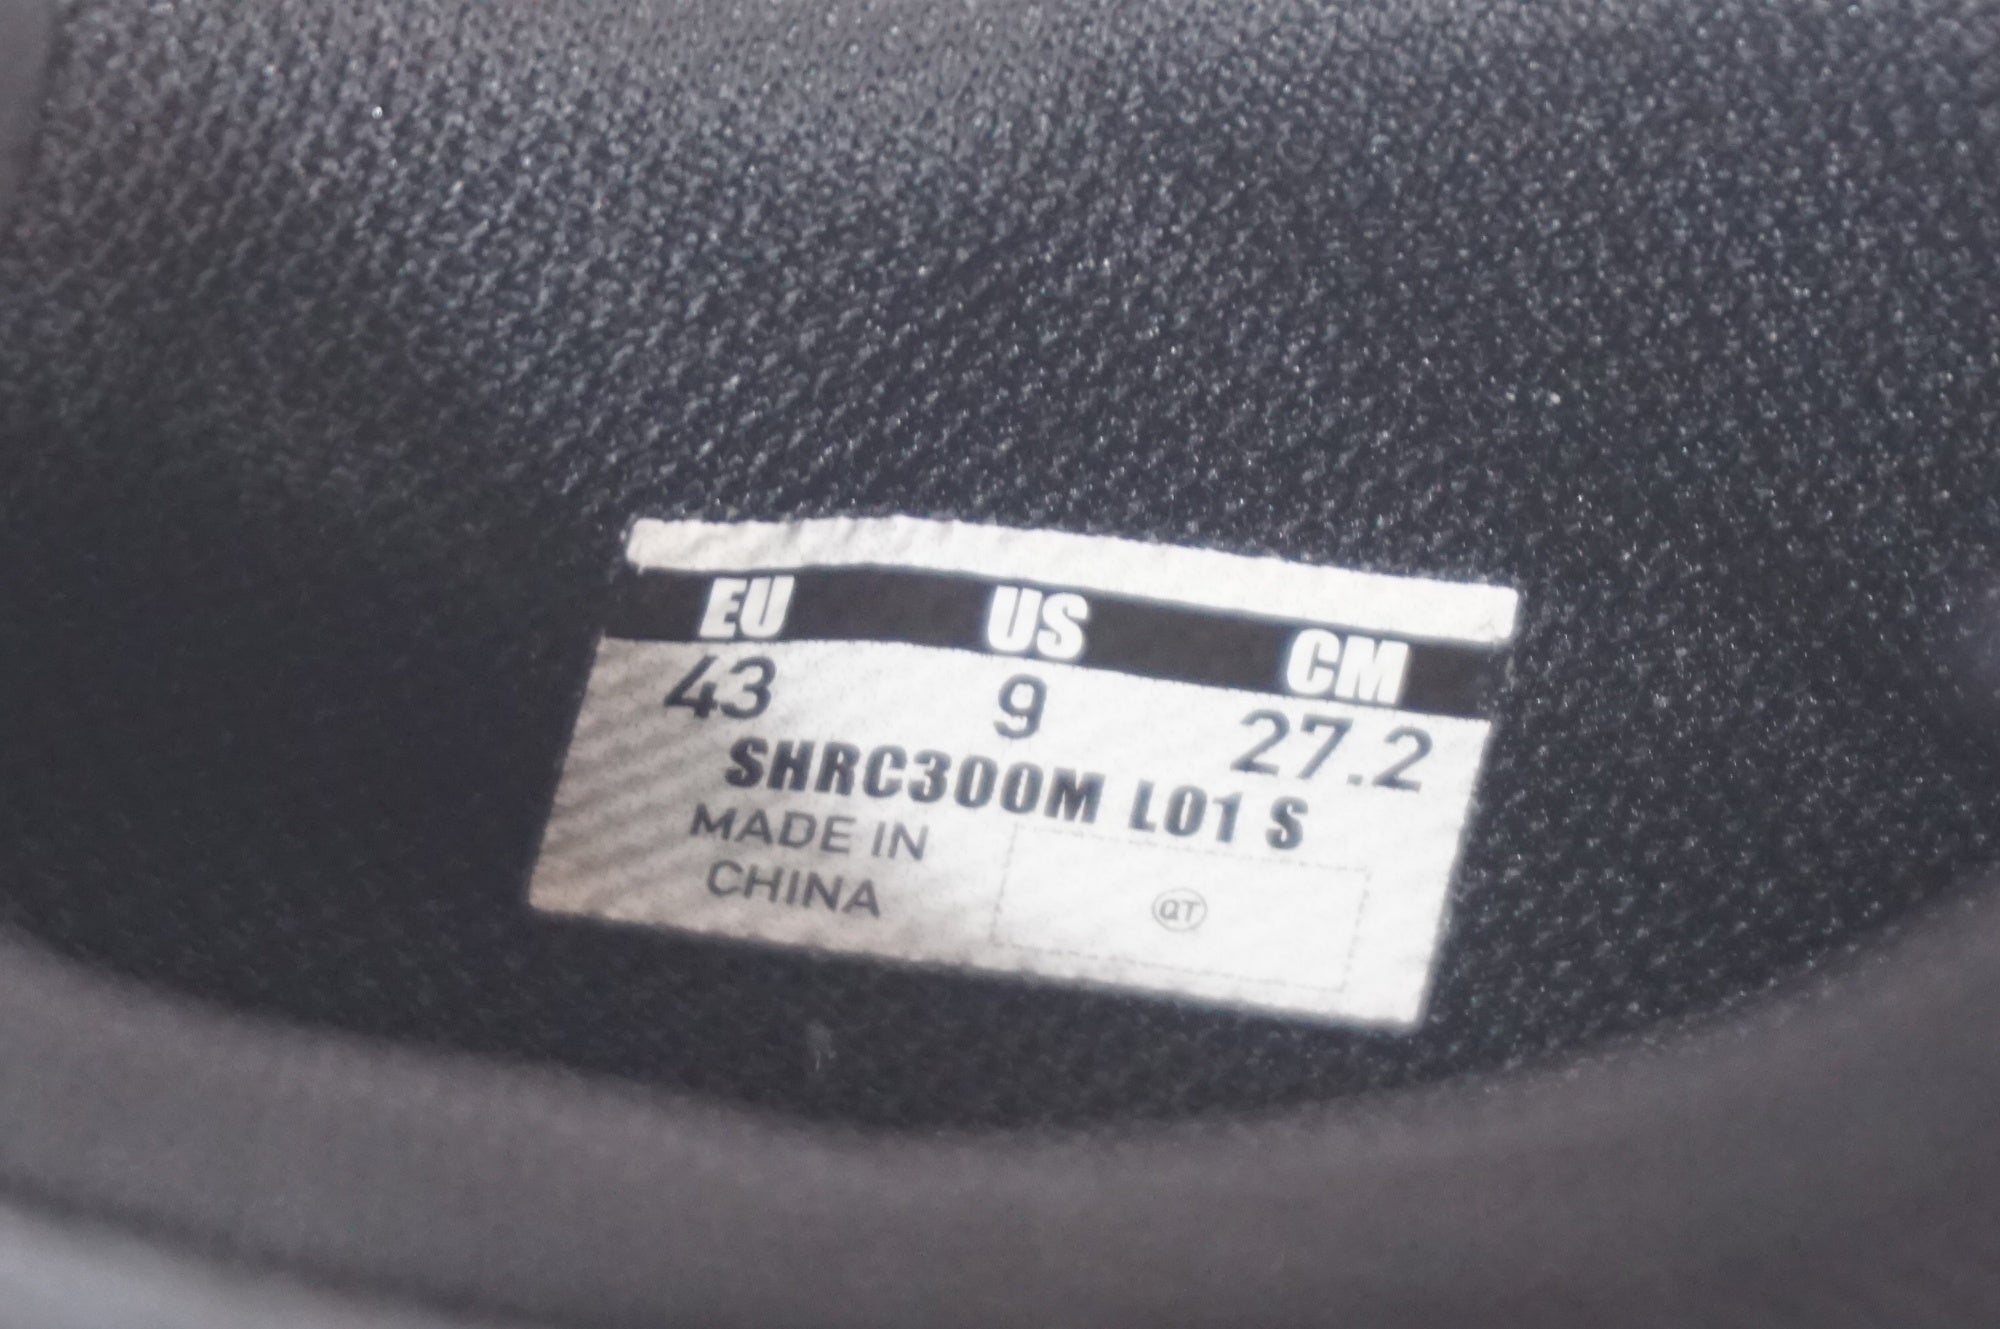 EU US CM
43 9 27.2
SHRC300M L01 S
MADE IN
CHINA
QT